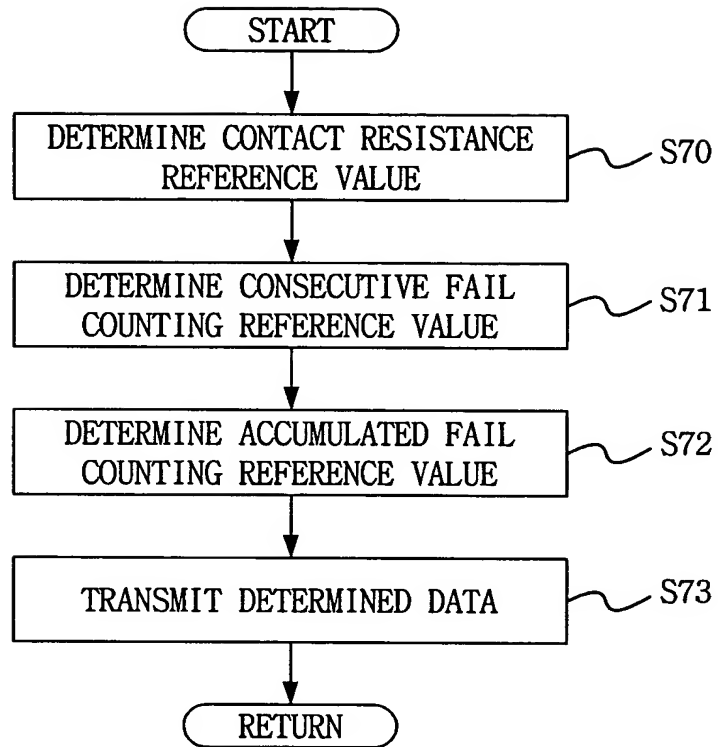 START
DETERMINE CONTACT RESISTANCE
REFERENCE VALUE
S70
DETERMINE CONSECUTIVE FAIL
COUNTING REFERENCE VALUE
S71
DETERMINE ACCUMULATED FAIL
COUNTING REFERENCE VALUE
S72
TRANSMIT DETERMINED DATA
S73
RETURN